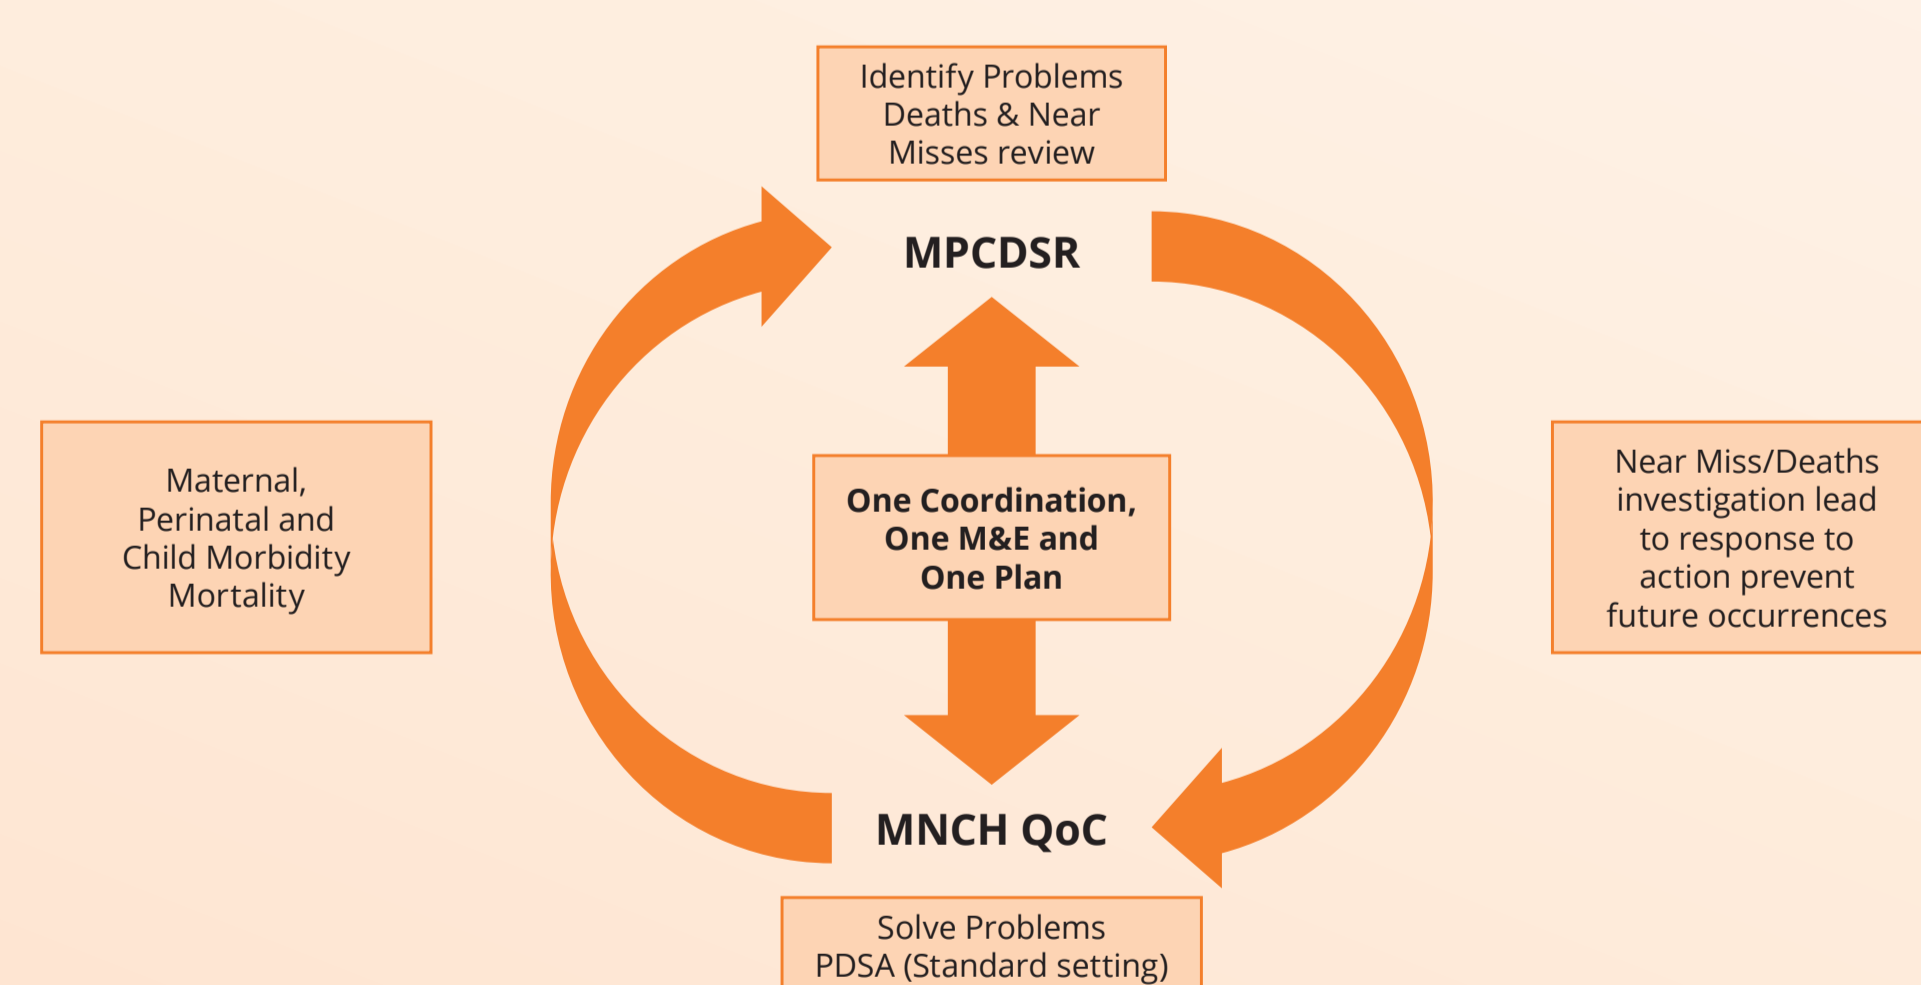 Identify Problems
Deaths & Near
Misses review
MPCDSR
Maternal,
Perinatal and
Child Morbidity
Mortality
One Coordination,
One M&E and
One Plan
Near Miss/Deaths
investigation lead
to response to
action prevent
future occurrences
MNCH QoC
Solve Problems
PDSA (Standard setting)